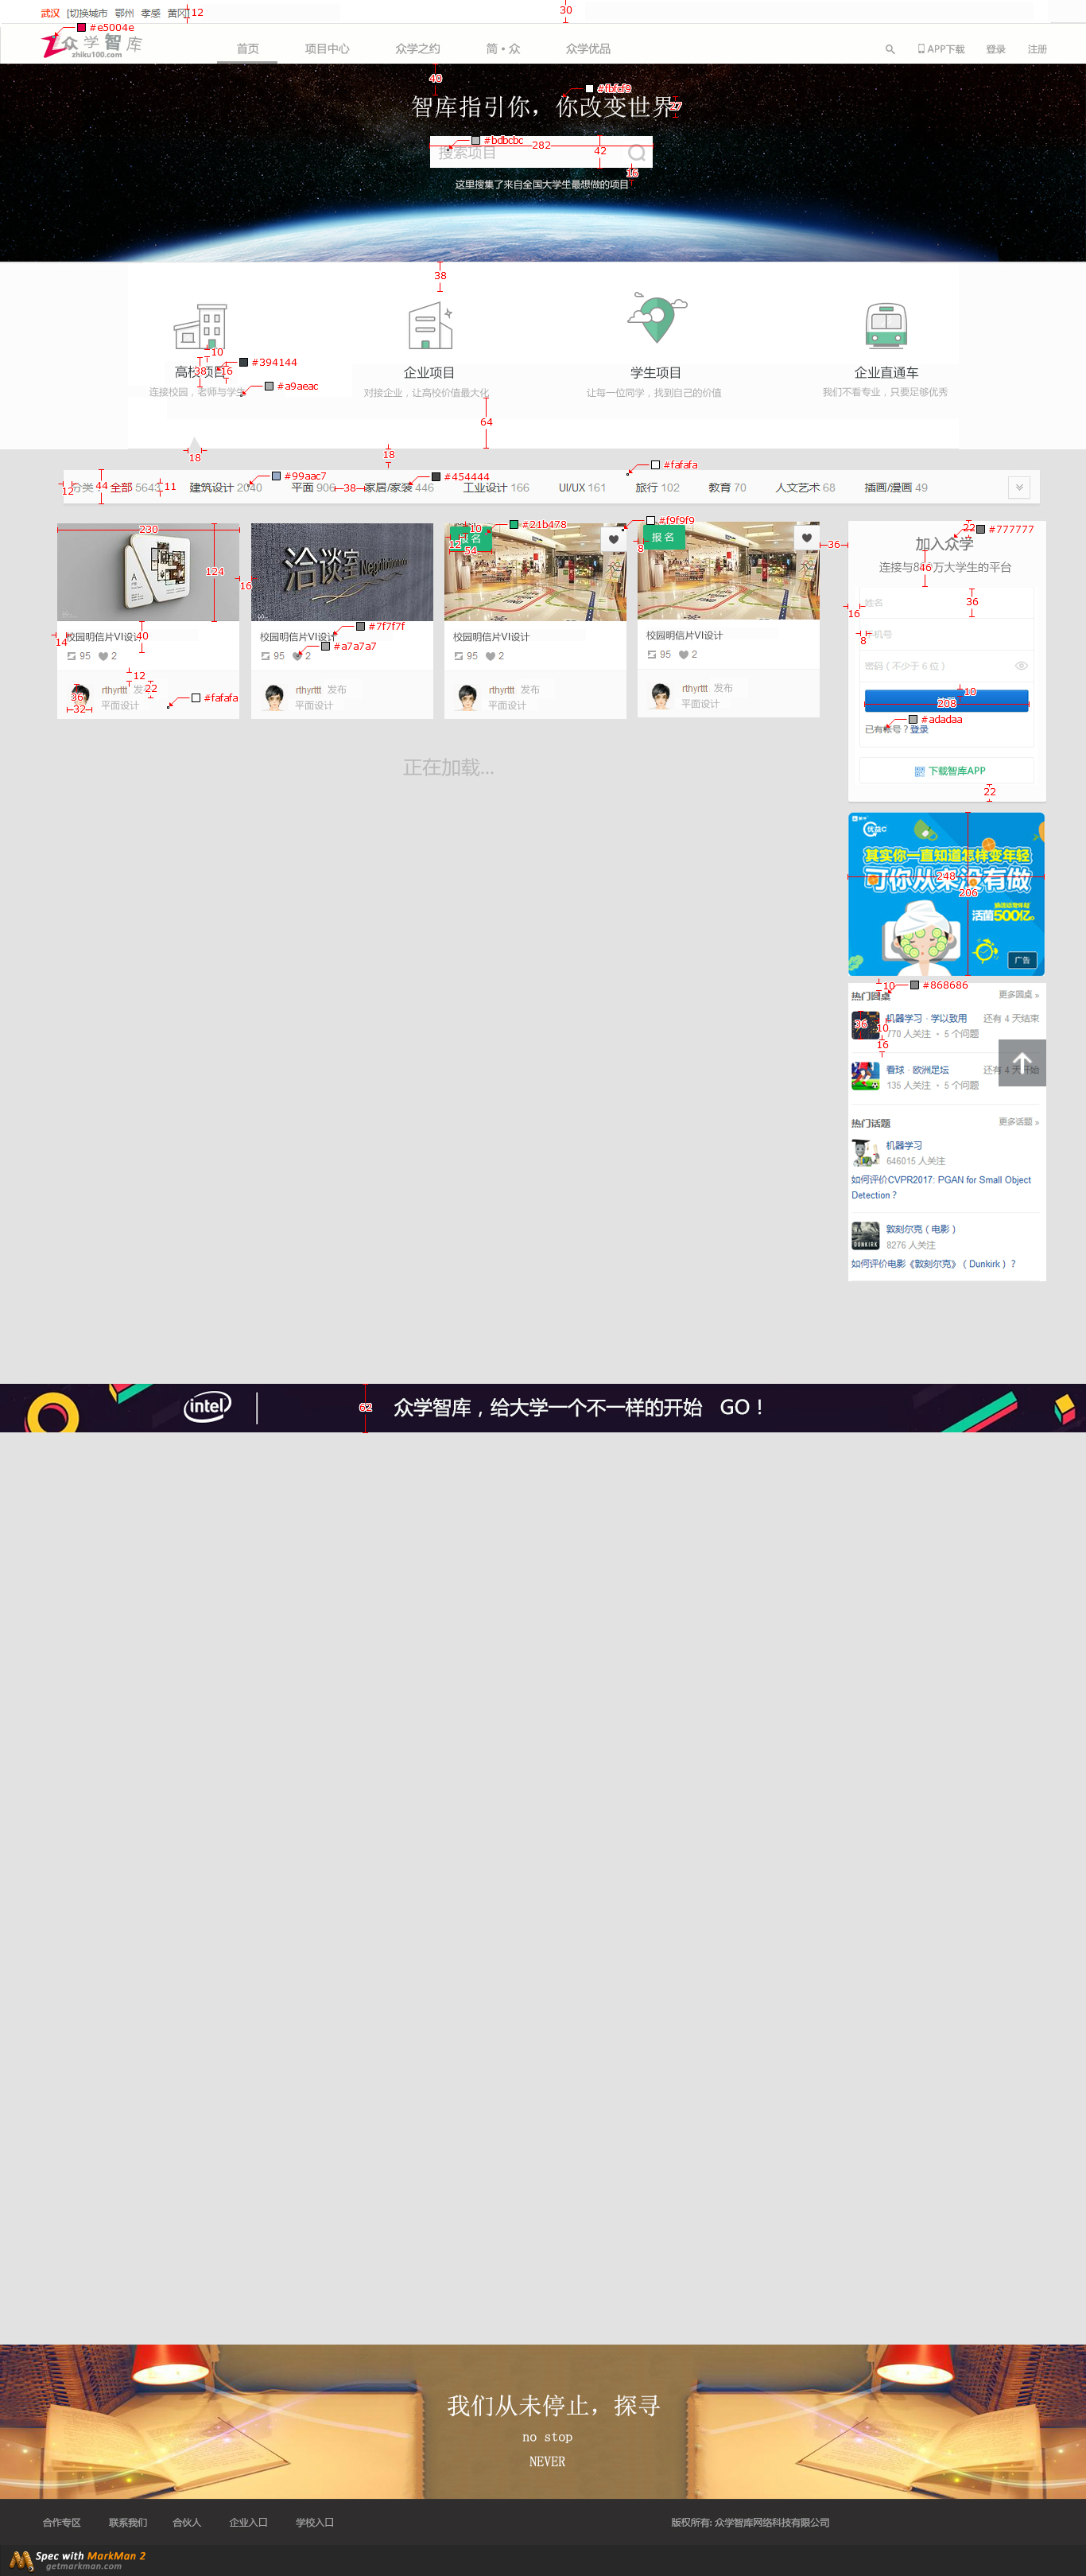 武汉 [切换城市 鄂州 孝感 黄冈] 12
30
#e5004e
众学智库
zhiku100.com
首页 项目中心 众学之约 简·众 众学优品 APP下载 登录 注册
40
#fbfcf9
智库指引你，你改变世界 27
#bdbcbc
搜索项目 282 42
16
这里搜集了来自全国大学生最想做的项目
38
10
#394144
高校项目 38 16
企业项目 学生项目 企业直通车
#a9aeac
连接校园，老师与学生 对接企业，让高校价值最大化 让每一位同学，找到自己的价值 我们不看专业，只要足够优秀
64
18 18
#99aac7 #454444 #fafafa
12 分类 44 全部 5643 11 建筑设计 2040 平面 906 38 家居/家装 446 工业设计 166 UI/UX 161 旅行 102 教育 70 人文艺术 68 插画/漫画 49
230 124 16
洽谈室
#21b478
10 报名 12 54
#f9f9f9
报名 8
36
校园明信片VI设计 40 14
95 2
12
rthyrttt 发布 22
平面设计 36 32
#fafafa
#7f7f7f
校园明信片VI设计
#a7a7a7
95 2
rthyrttt 发布
平面设计
校园明信片VI设计
95 2
rthyrttt 发布
平面设计
校园明信片VI设计
95 2
rthyrttt 发布
平面设计
22 #777777
加入众学
连接与846万大学生的平台
46
36
16 姓名
8 手机号
密码（不少于 6 位）
10
208
#adadaa
已有帐号？登录
下载智库APP
22
正在加载...
优益C
其实你一直知道怎样变年轻
可你从来没有做
248
206
活菌500亿
广告
10 #868686
热门圆桌 更多圆桌 »
36 机器学习 · 学以致用 还有 4 天结束
10 770 人关注 • 5 个问题
16
看球 · 欧洲足坛 还有 4 天开始
135 人关注 • 5 个问题
热门话题 更多话题 »
机器学习
646015 人关注
如何评价CVPR2017: PGAN for Small Object
Detection？
DUNKIRK
敦刻尔克（电影）
8276 人关注
如何评价电影《敦刻尔克》（Dunkirk）？
intel 62 众学智库，给大学一个不一样的开始 GO！
我们从未停止，探寻
no stop
NEVER
合作专区 联系我们 合伙人 企业入口 学校入口 版权所有: 众学智库网络科技有限公司
Spec with MarkMan 2
getmarkman.com